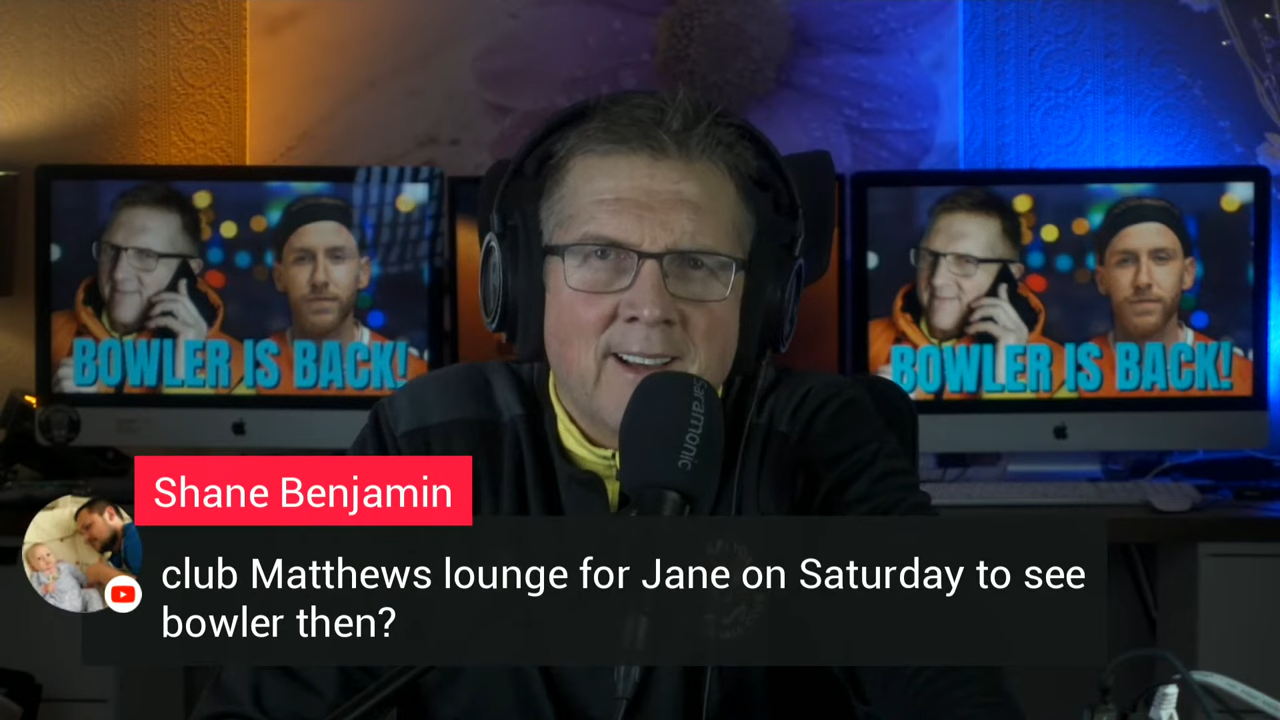 BOWLER IS BACK!
BOWLER IS BACK!
saramonic
Shane Benjamin
club Matthews lounge for Jane on Saturday to see
bowler then?